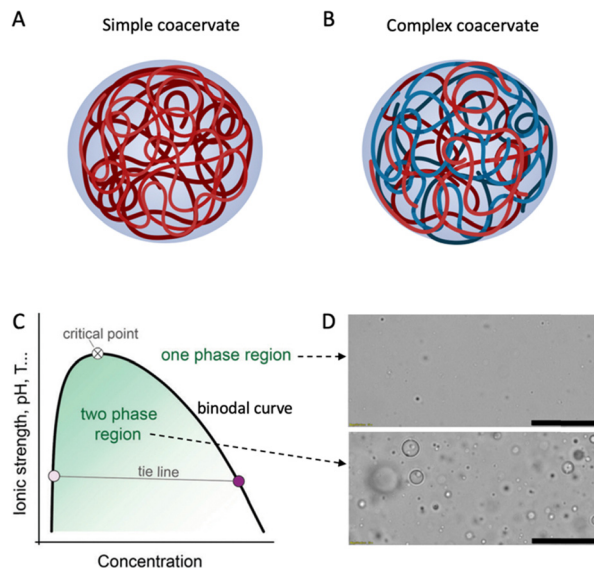 A
Simple coacervate
B
Complex coacervate
C
Ionic strength, pH, T...
critical point
one phase region
two phase
region
binodal curve
tie line
Concentration
D